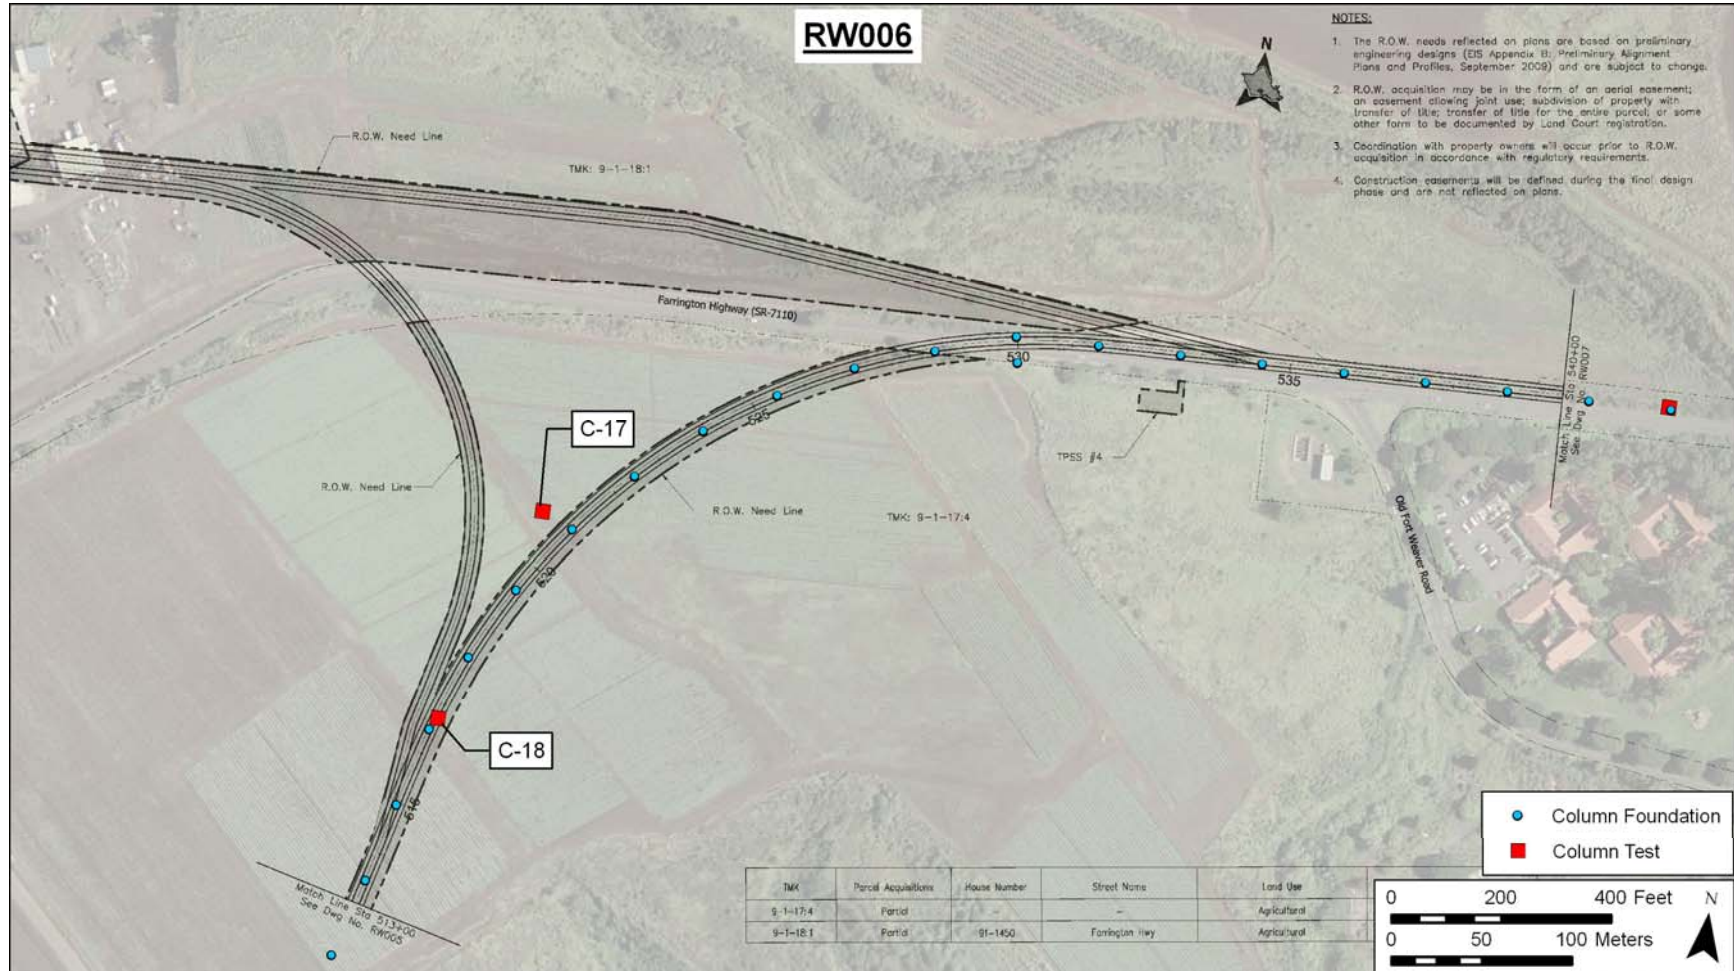 RW006
N
NOTES:
1. The R.O.W. needs reflected on plans are based on preliminary
engineering designs (EIS Appendix B: Preliminary Alignment
Plans and Profiles, September 2009) and are subject to change.
2. R.O.W. acquisition may be in the form of an aerial easement;
an easement allowing joint use; subdivision of property with
transfer of title; transfer of title for the entire parcel; or some
other form to be documented by Land Court registration.
3. Coordination with property owners will occur prior to R.O.W.
acquisition in accordance with regulatory requirements.
4. Construction easements will be defined during the final design
phase and are not reflected on plans.
R.O.W. Need Line
TMK: 9-1-18:1
Farrington Highway (SR-7110)
530
535
Match Line Sta 540+00
See Dwg No. RW007
TPSS #4
525
C-17
R.O.W. Need Line
R.O.W. Need Line
TMK: 9-1-17:4
Old Fort Weaver Road
520
C-18
515
Match Line Sta 513+00
See Dwg No. RW005
Column Foundation
Column Test
TMK Parcel Acquisitions House Number Street Name Land Use
9-1-17:4 Partial - - Agricultural
9-1-18:1 Partial 91-1450 Farrington Hwy Agricultural
0 200 400 Feet
0 50 100 Meters
N